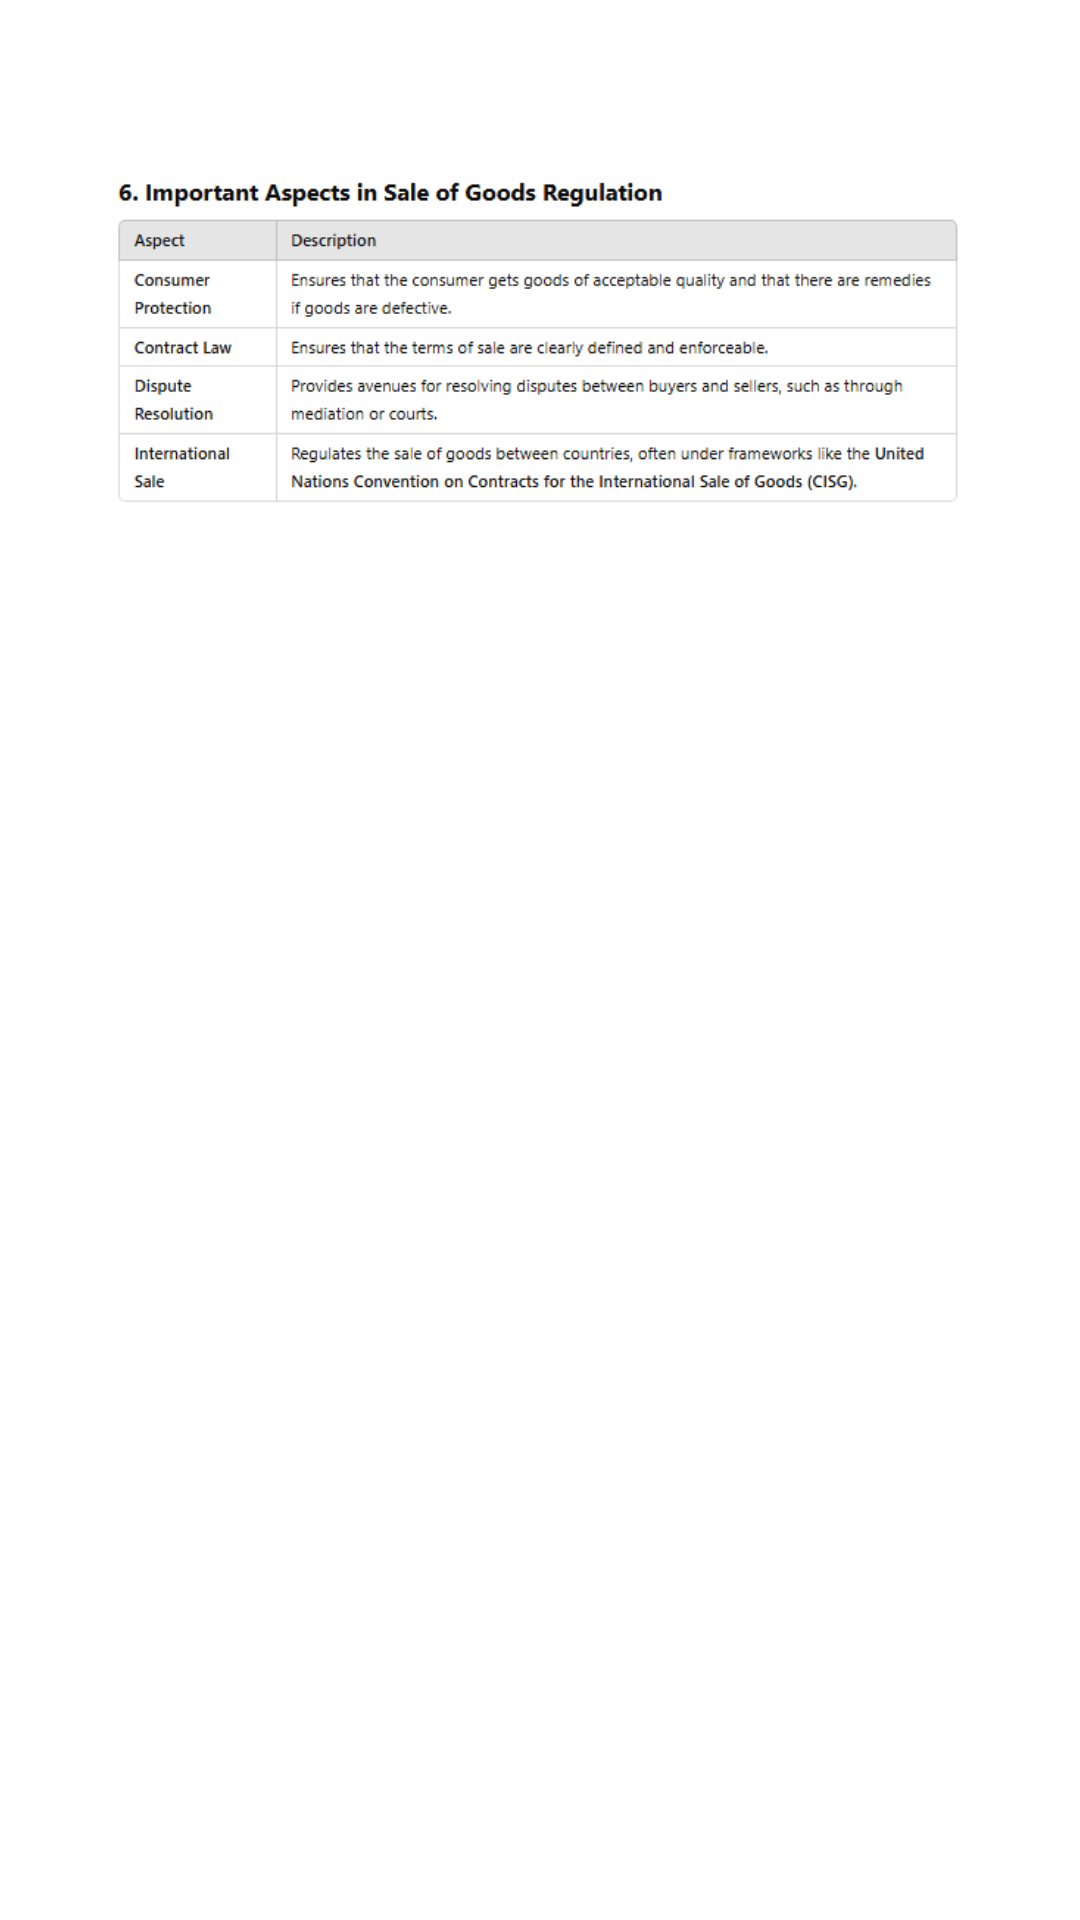 6. Important Aspects in Sale of Goods Regulation
Aspect Description
Consumer Protection Ensures that the consumer gets goods of acceptable quality and that there are remedies
if goods are defective.
Contract Law Ensures that the terms of sale are clearly defined and enforceable.
Dispute Resolution Provides avenues for resolving disputes between buyers and sellers, such as through
mediation or courts.
International Sale Regulates the sale of goods between countries, often under frameworks like the United
Nations Convention on Contracts for the International Sale of Goods (CISG).